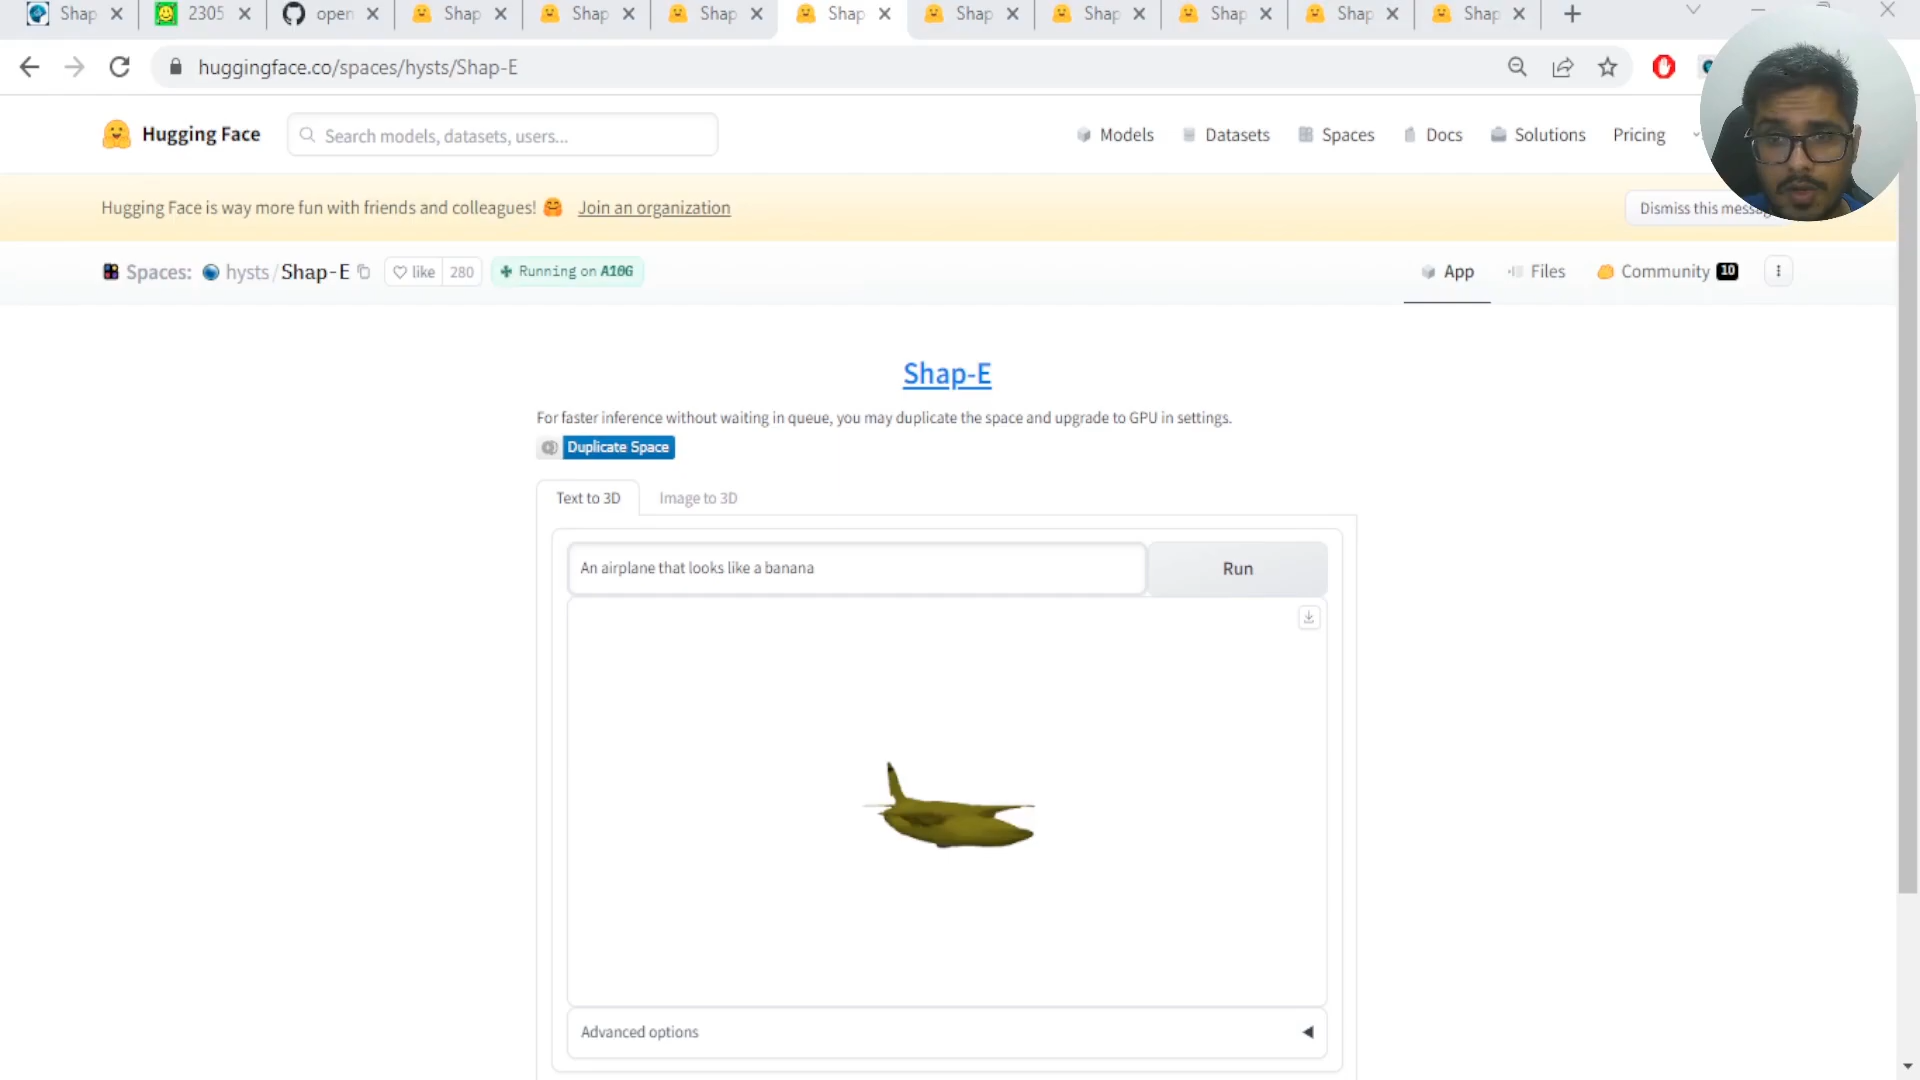 Shap
2305
open
Shap
Shap
Shap
Shap
Shap
Shap
Shap
Shap
Shap
huggingface.co/spaces/hysts/Shap-E
Hugging Face
Search models, datasets, users...
Models
Datasets
Spaces
Docs
Solutions
Pricing
Hugging Face is way more fun with friends and colleagues! 🤗 Join an organization
Dismiss this message
Spaces: hysts/Shap-E
like 280
Running on A10G
App
Files
Community 10
Shap-E
For faster inference without waiting in queue, you may duplicate the space and upgrade to GPU in settings.
Duplicate Space
Text to 3D
Image to 3D
An airplane that looks like a banana
Run
Advanced options